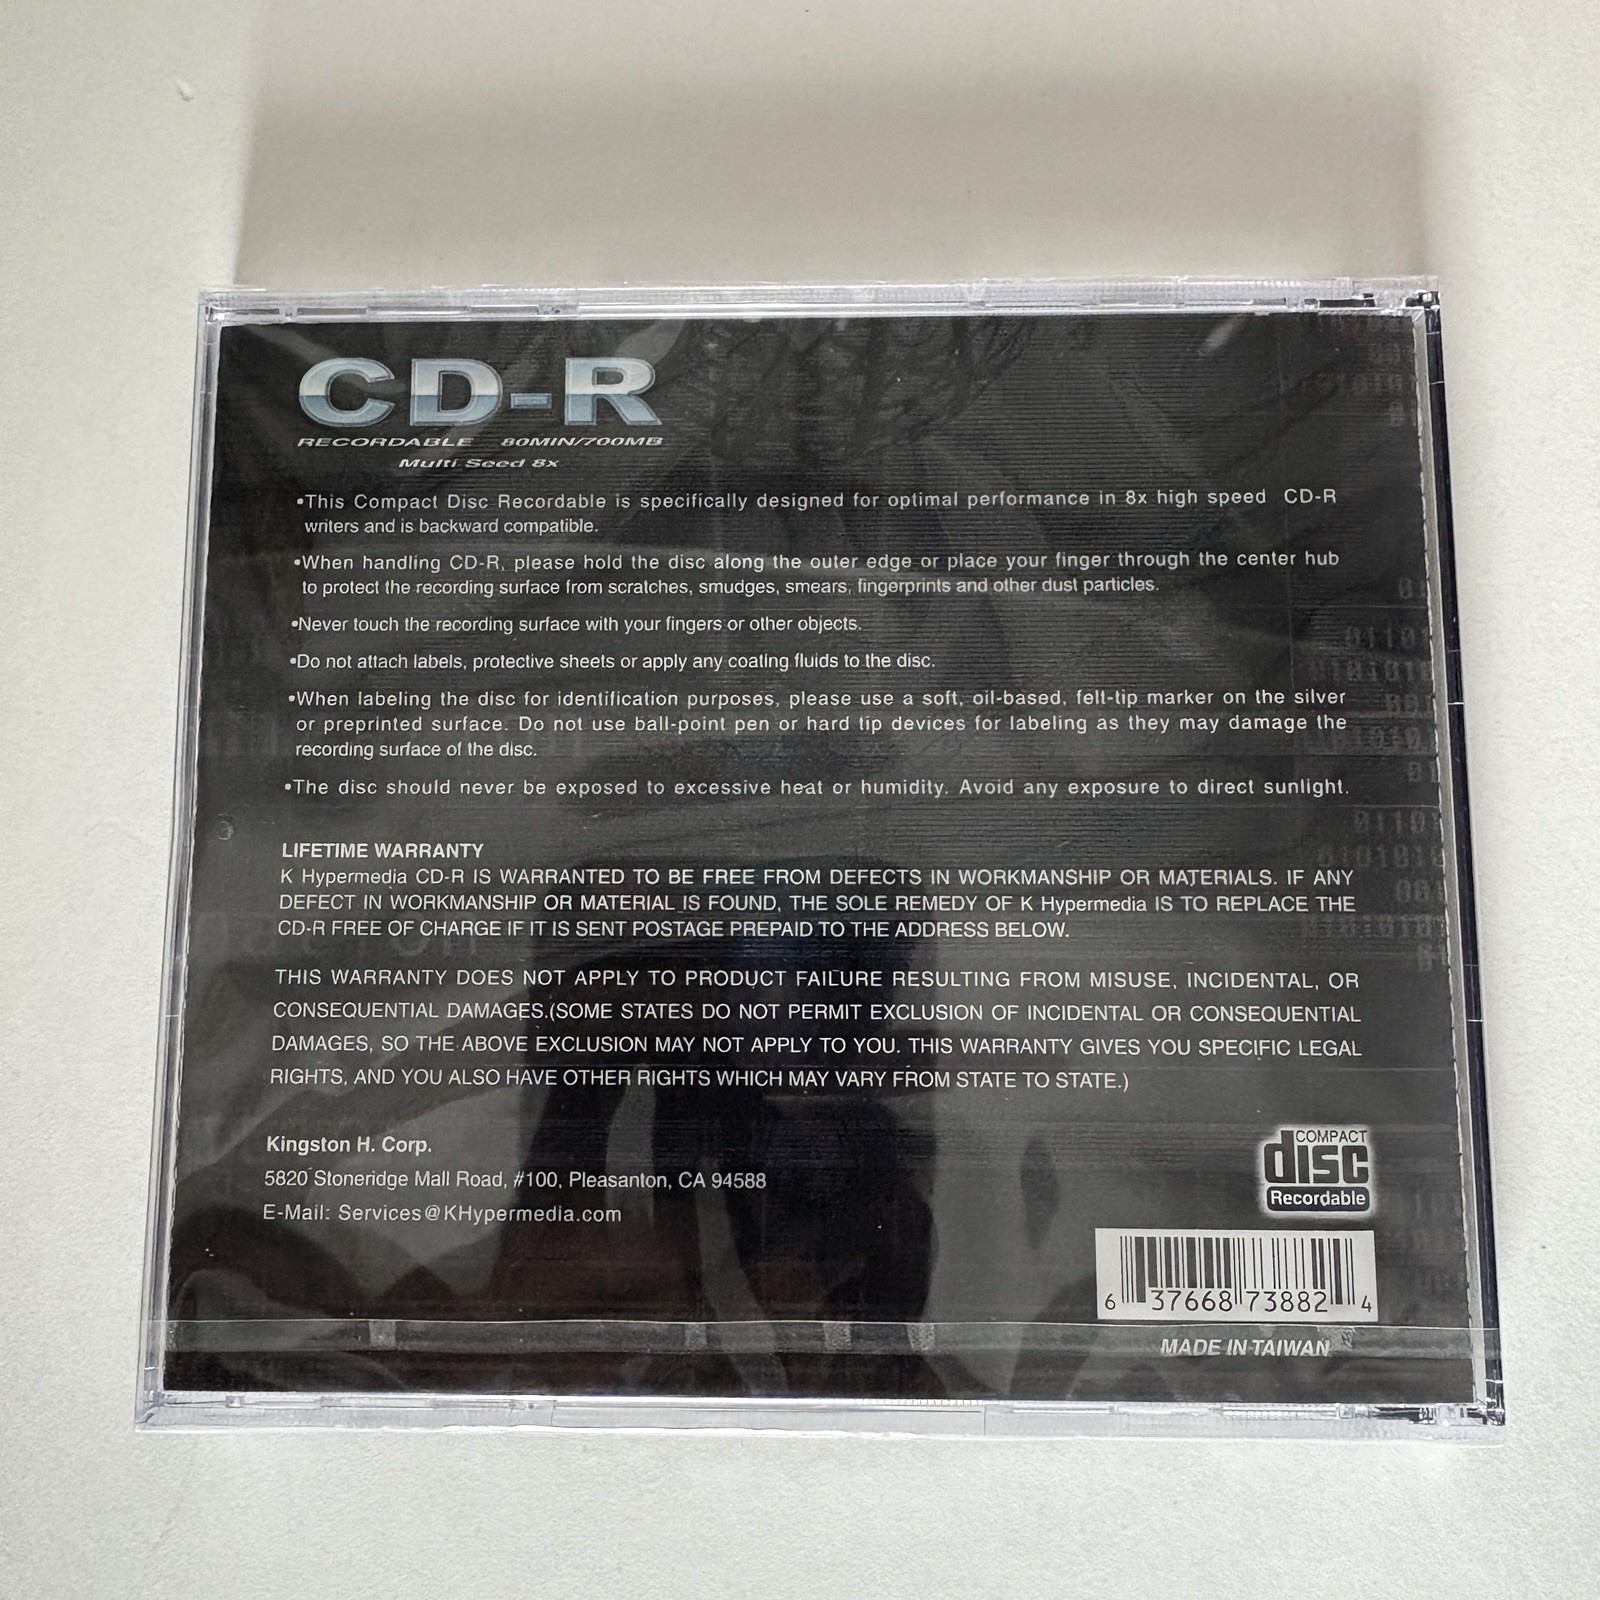 CD-R
RECORDABLE 80MIN/700MB
Multi Seed 8x
•This Compact Disc Recordable is specifically designed for optimal performance in 8x high speed CD-R
writers and is backward compatible.
•When handling CD-R, please hold the disc along the outer edge or place your finger through the center hub
to protect the recording surface from scratches, smudges, smears, fingerprints and other dust particles.
•Never touch the recording surface with your fingers or other objects.
•Do not attach labels, protective sheets or apply any coating fluids to the disc.
•When labeling the disc for identification purposes, please use a soft, oil-based, felt-tip marker on the silver
or preprinted surface. Do not use ball-point pen or hard tip devices for labeling as they may damage the
recording surface of the disc.
•The disc should never be exposed to excessive heat or humidity. Avoid any exposure to direct sunlight.
LIFETIME WARRANTY
K Hypermedia CD-R IS WARRANTED TO BE FREE FROM DEFECTS IN WORKMANSHIP OR MATERIALS. IF ANY
DEFECT IN WORKMANSHIP OR MATERIAL IS FOUND, THE SOLE REMEDY OF K Hypermedia IS TO REPLACE THE
CD-R FREE OF CHARGE IF IT IS SENT POSTAGE PREPAID TO THE ADDRESS BELOW.
THIS WARRANTY DOES NOT APPLY TO PRODUCT FAILURE RESULTING FROM MISUSE, INCIDENTAL, OR
CONSEQUENTIAL DAMAGES.(SOME STATES DO NOT PERMIT EXCLUSION OF INCIDENTAL OR CONSEQUENTIAL
DAMAGES, SO THE ABOVE EXCLUSION MAY NOT APPLY TO YOU. THIS WARRANTY GIVES YOU SPECIFIC LEGAL
RIGHTS, AND YOU ALSO HAVE OTHER RIGHTS WHICH MAY VARY FROM STATE TO STATE.)
Kingston H. Corp.
5820 Stoneridge Mall Road, #100, Pleasanton, CA 94588
E-Mail: Services@KHypermedia.com
COMPACT
disc
Recordable
6 37668 73882 4
MADE IN TAIWAN